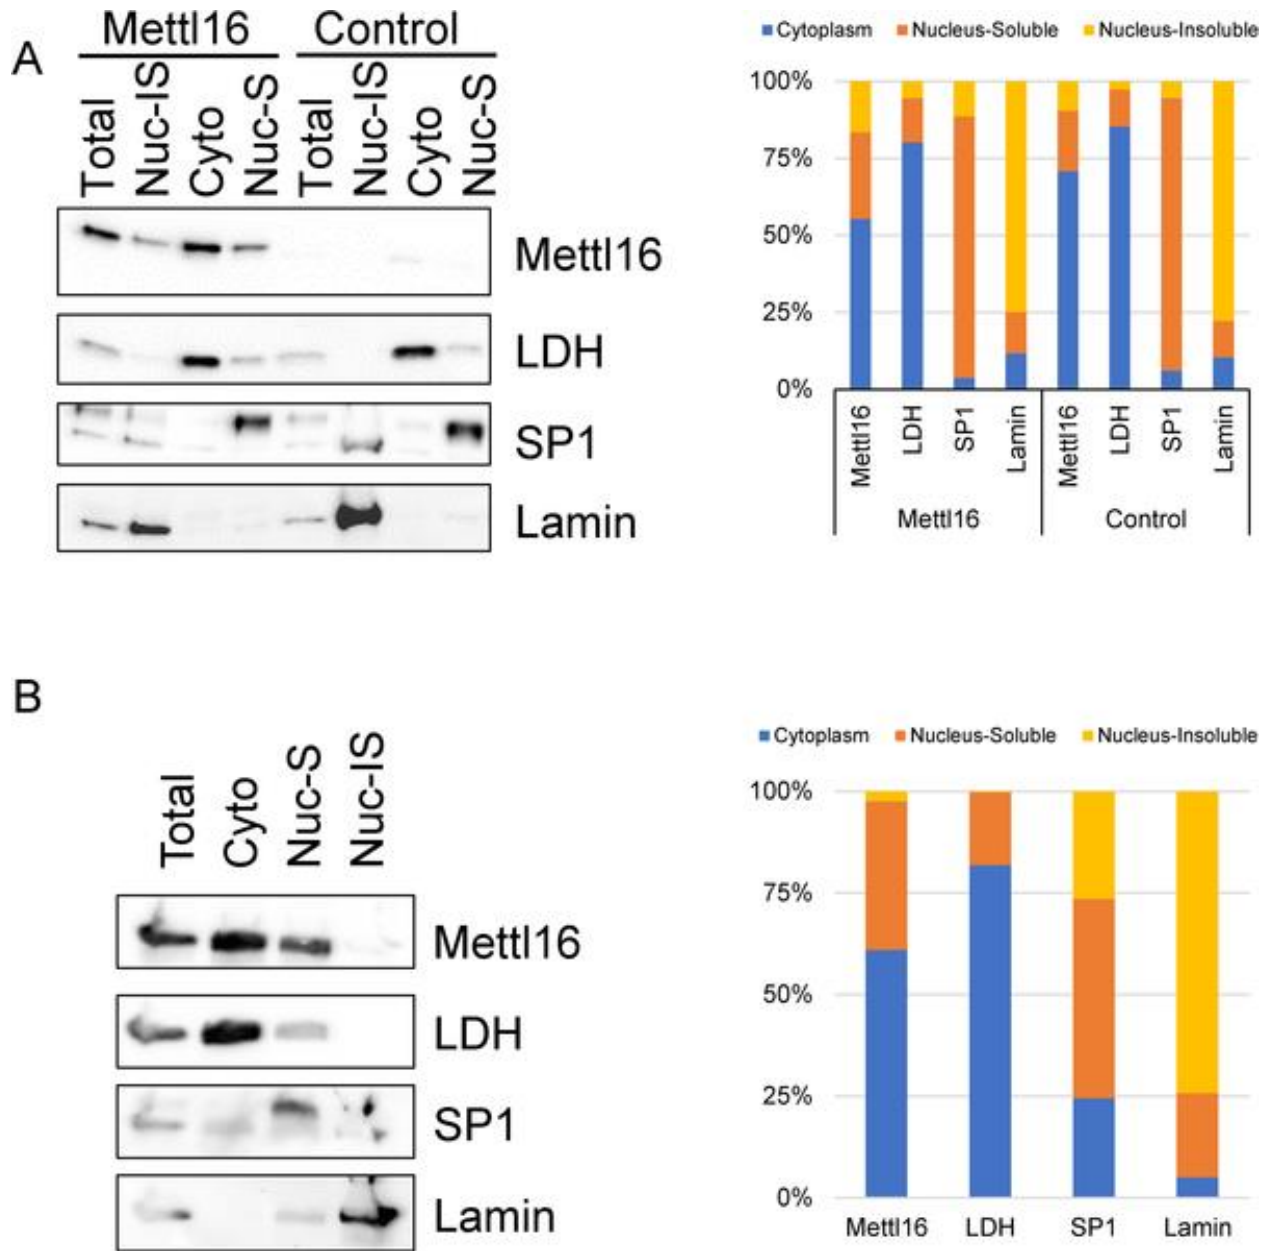 A
Mettl16 Control
Total Nuc-IS Cyto Nuc-S Total Nuc-IS Cyto Nuc-S
Mettl16
LDH
SP1
Lamin
Cytoplasm Nucleus-Soluble Nucleus-Insoluble
100%
75%
50%
25%
0%
Mettl16 LDH SP1 Lamin Mettl16 LDH SP1 Lamin
Mettl16 Control
B
Total Cyto Nuc-S Nuc-IS
Mettl16
LDH
SP1
Lamin
Cytoplasm Nucleus-Soluble Nucleus-Insoluble
100%
75%
50%
25%
0%
Mettl16 LDH SP1 Lamin